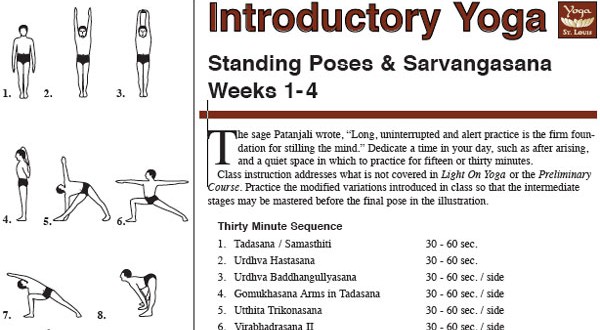 Introductory Yoga
Yoga
ST. LOUIS
Standing Poses & Sarvangasana
Weeks 1-4
The sage Patanjali wrote, “Long, uninterrupted and alert practice is the firm foun-
dation for stilling the mind.” Dedicate a time in your day, such as after arising,
and a quiet space in which to practice for fifteen or thirty minutes.
Class instruction addresses what is not covered in Light On Yoga or the Preliminary
Course. Practice the modified variations introduced in class so that the intermediate
stages may be mastered before the final pose in the illustration.
Thirty Minute Sequence
1. Tadasana / Samasthiti 30 - 60 sec.
2. Urdhva Hastasana 30 - 60 sec.
3. Urdhva Baddhangullyasana 30 - 60 sec. / side
4. Gomukhasana Arms in Tadasana 30 - 60 sec. / side
5. Utthita Trikonasana 30 - 60 sec. / side
6. Virabhadrasana II 30 - 60 sec. / side
1. 2. 3.
4. 5. 6.
7. 8.